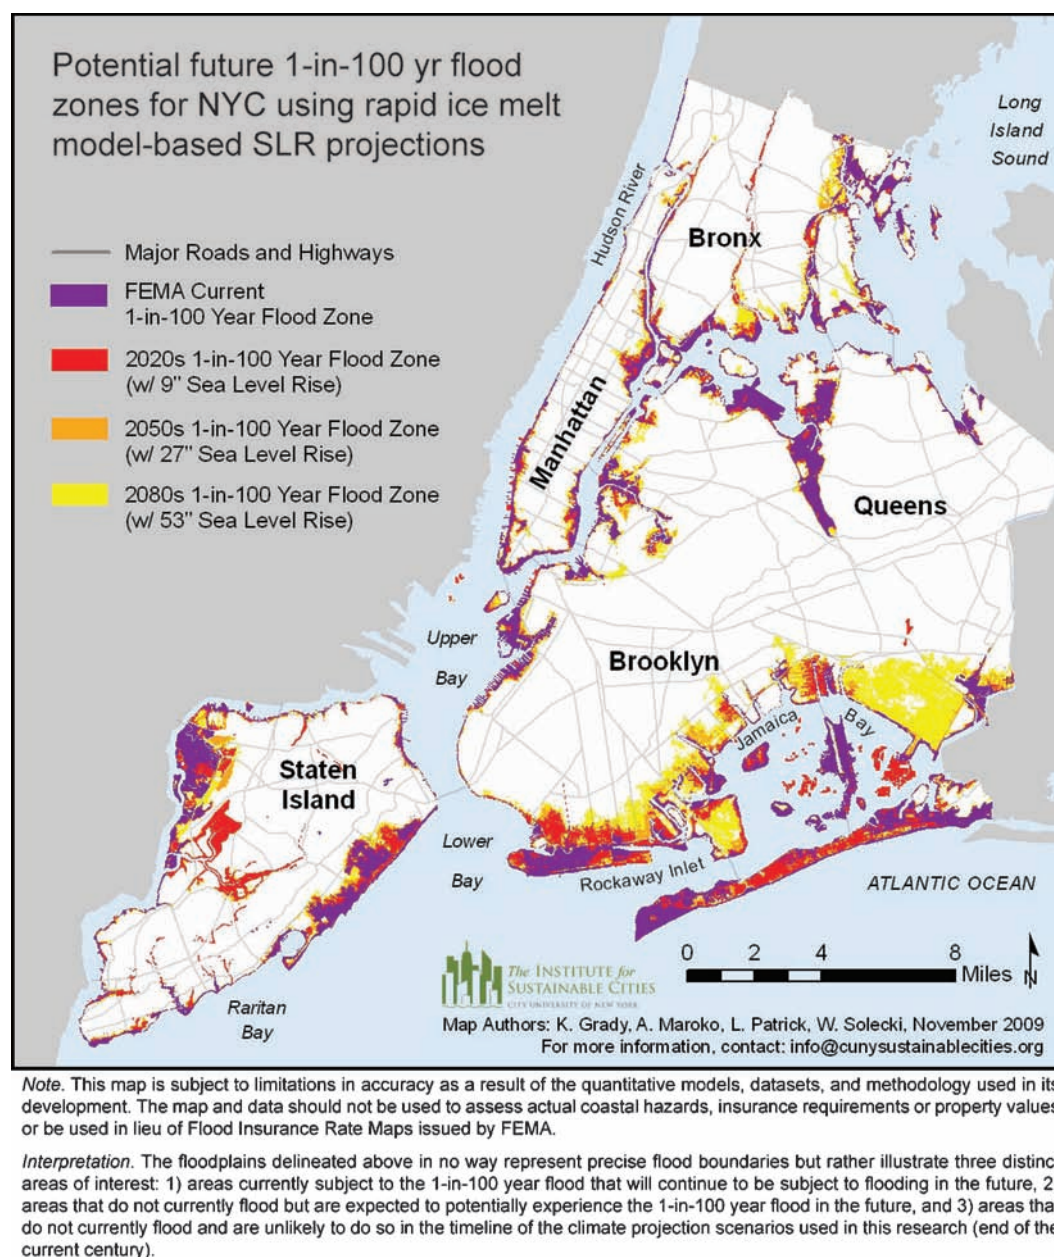 Potential future 1-in-100 yr flood
zones for NYC using rapid ice melt
model-based SLR projections
Major Roads and Highways
FEMA Current
1-in-100 Year Flood Zone
2020s 1-in-100 Year Flood Zone
(w/ 9" Sea Level Rise)
2050s 1-in-100 Year Flood Zone
(w/ 27" Sea Level Rise)
2080s 1-in-100 Year Flood Zone
(w/ 53" Sea Level Rise)
Long
Island
Sound
Hudson River
Bronx
Manhattan
Queens
Upper
Bay
Brooklyn
Jamaica
Bay
Staten
Island
Lower
Bay
Rockaway Inlet
ATLANTIC OCEAN
Raritan
Bay
0 2 4 8
Miles
N
The INSTITUTE for
SUSTAINABLE CITIES
CITY UNIVERSITY OF NEW YORK
Map Authors: K. Grady, A. Maroko, L. Patrick, W. Solecki, November 2009
For more information, contact: info@cunysustainablecities.org
Note. This map is subject to limitations in accuracy as a result of the quantitative models, datasets, and methodology used in its
development. The map and data should not be used to assess actual coastal hazards, insurance requirements or property values
or be used in lieu of Flood Insurance Rate Maps issued by FEMA.
Interpretation. The floodplains delineated above in no way represent precise flood boundaries but rather illustrate three distinc
areas of interest: 1) areas currently subject to the 1-in-100 year flood that will continue to be subject to flooding in the future, 2
areas that do not currently flood but are expected to potentially experience the 1-in-100 year flood in the future, and 3) areas tha
do not currently flood and are unlikely to do so in the timeline of the climate projection scenarios used in this research (end of the
current century).